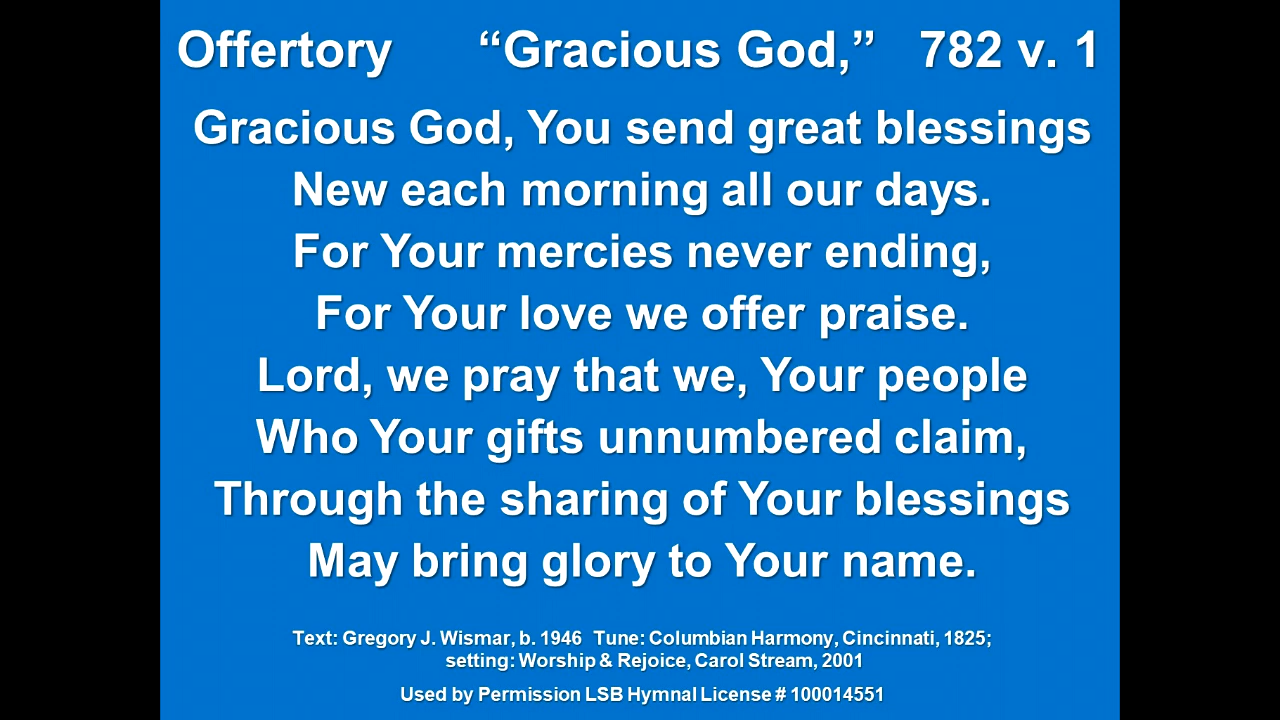 Offertory “Gracious God,” 782 v. 1
Gracious God, You send great blessings
New each morning all our days.
For Your mercies never ending,
For Your love we offer praise.
Lord, we pray that we, Your people
Who Your gifts unnumbered claim,
Through the sharing of Your blessings
May bring glory to Your name.
Text: Gregory J. Wismar, b. 1946 Tune: Columbian Harmony, Cincinnati, 1825;
setting: Worship & Rejoice, Carol Stream, 2001
Used by Permission LSB Hymnal License # 100014551